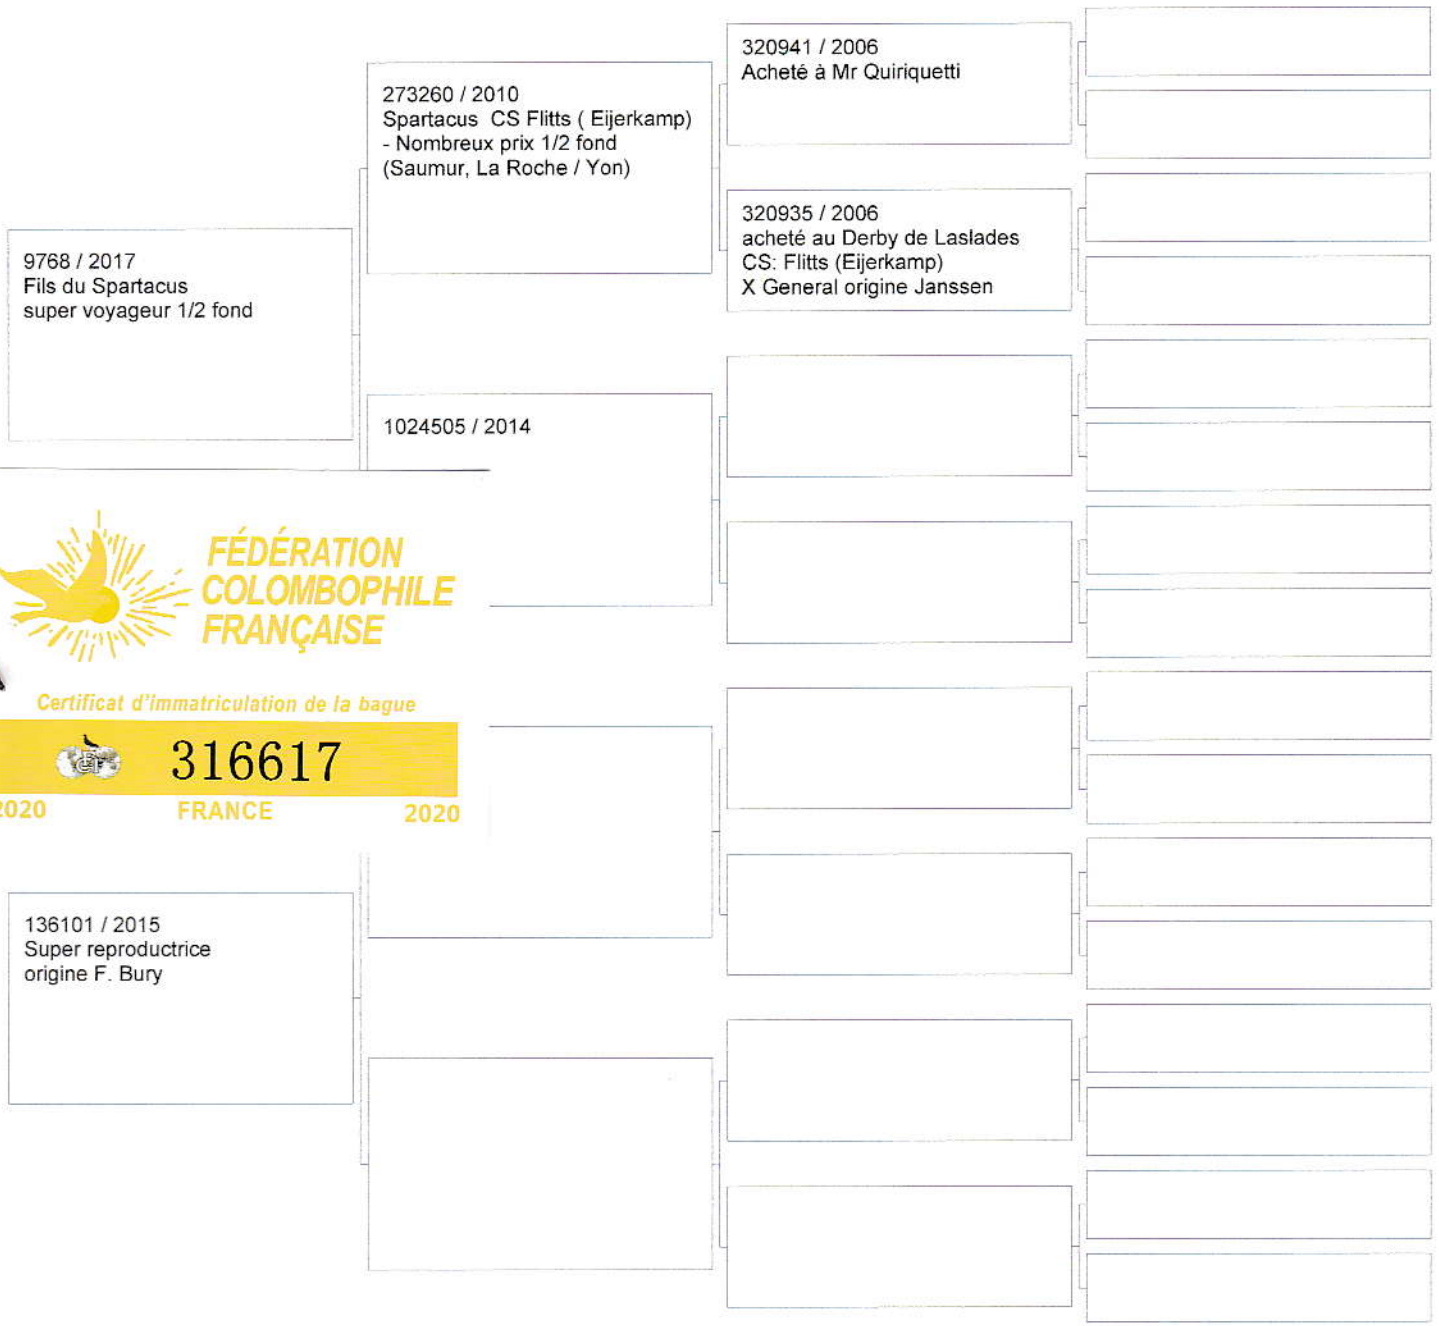 320941 / 2006
Acheté à Mr Quiriquetti
273260 / 2010
Spartacus CS Flitts ( Eijerkamp)
- Nombreux prix 1/2 fond
(Saumur, La Roche / Yon)
320935 / 2006
acheté au Derby de Laslades
CS: Flitts (Eijerkamp)
X General origine Janssen
9768 / 2017
Fils du Spartacus
super voyageur 1/2 fond
1024505 / 2014
FÉDÉRATION
COLOMBOPHILE
FRANÇAISE
Certificat d'immatriculation de la bague
316617
2020 FRANCE 2020
136101 / 2015
Super reproductrice
origine F. Bury